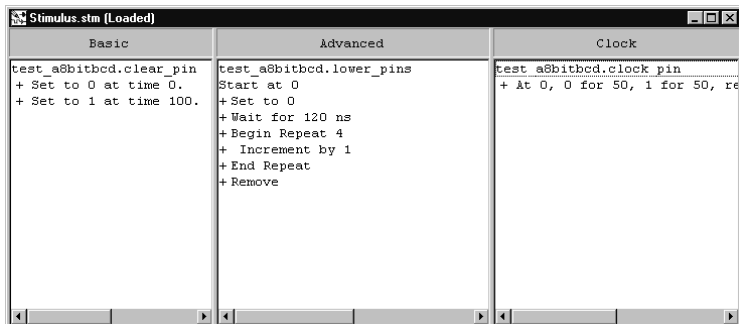 Stimulus.stm (Loaded)
Basic
Advanced
Clock
test_a8bitbcd.clear_pin
+ Set to 0 at time 0.
+ Set to 1 at time 100.
test_a8bitbcd.lower_pins
Start at 0
+ Set to 0
+ Wait for 120 ns
+ Begin Repeat 4
+ Increment by 1
+ End Repeat
+ Remove
test_a8bitbcd.clock_pin
+ At 0, 0 for 50, 1 for 50, re